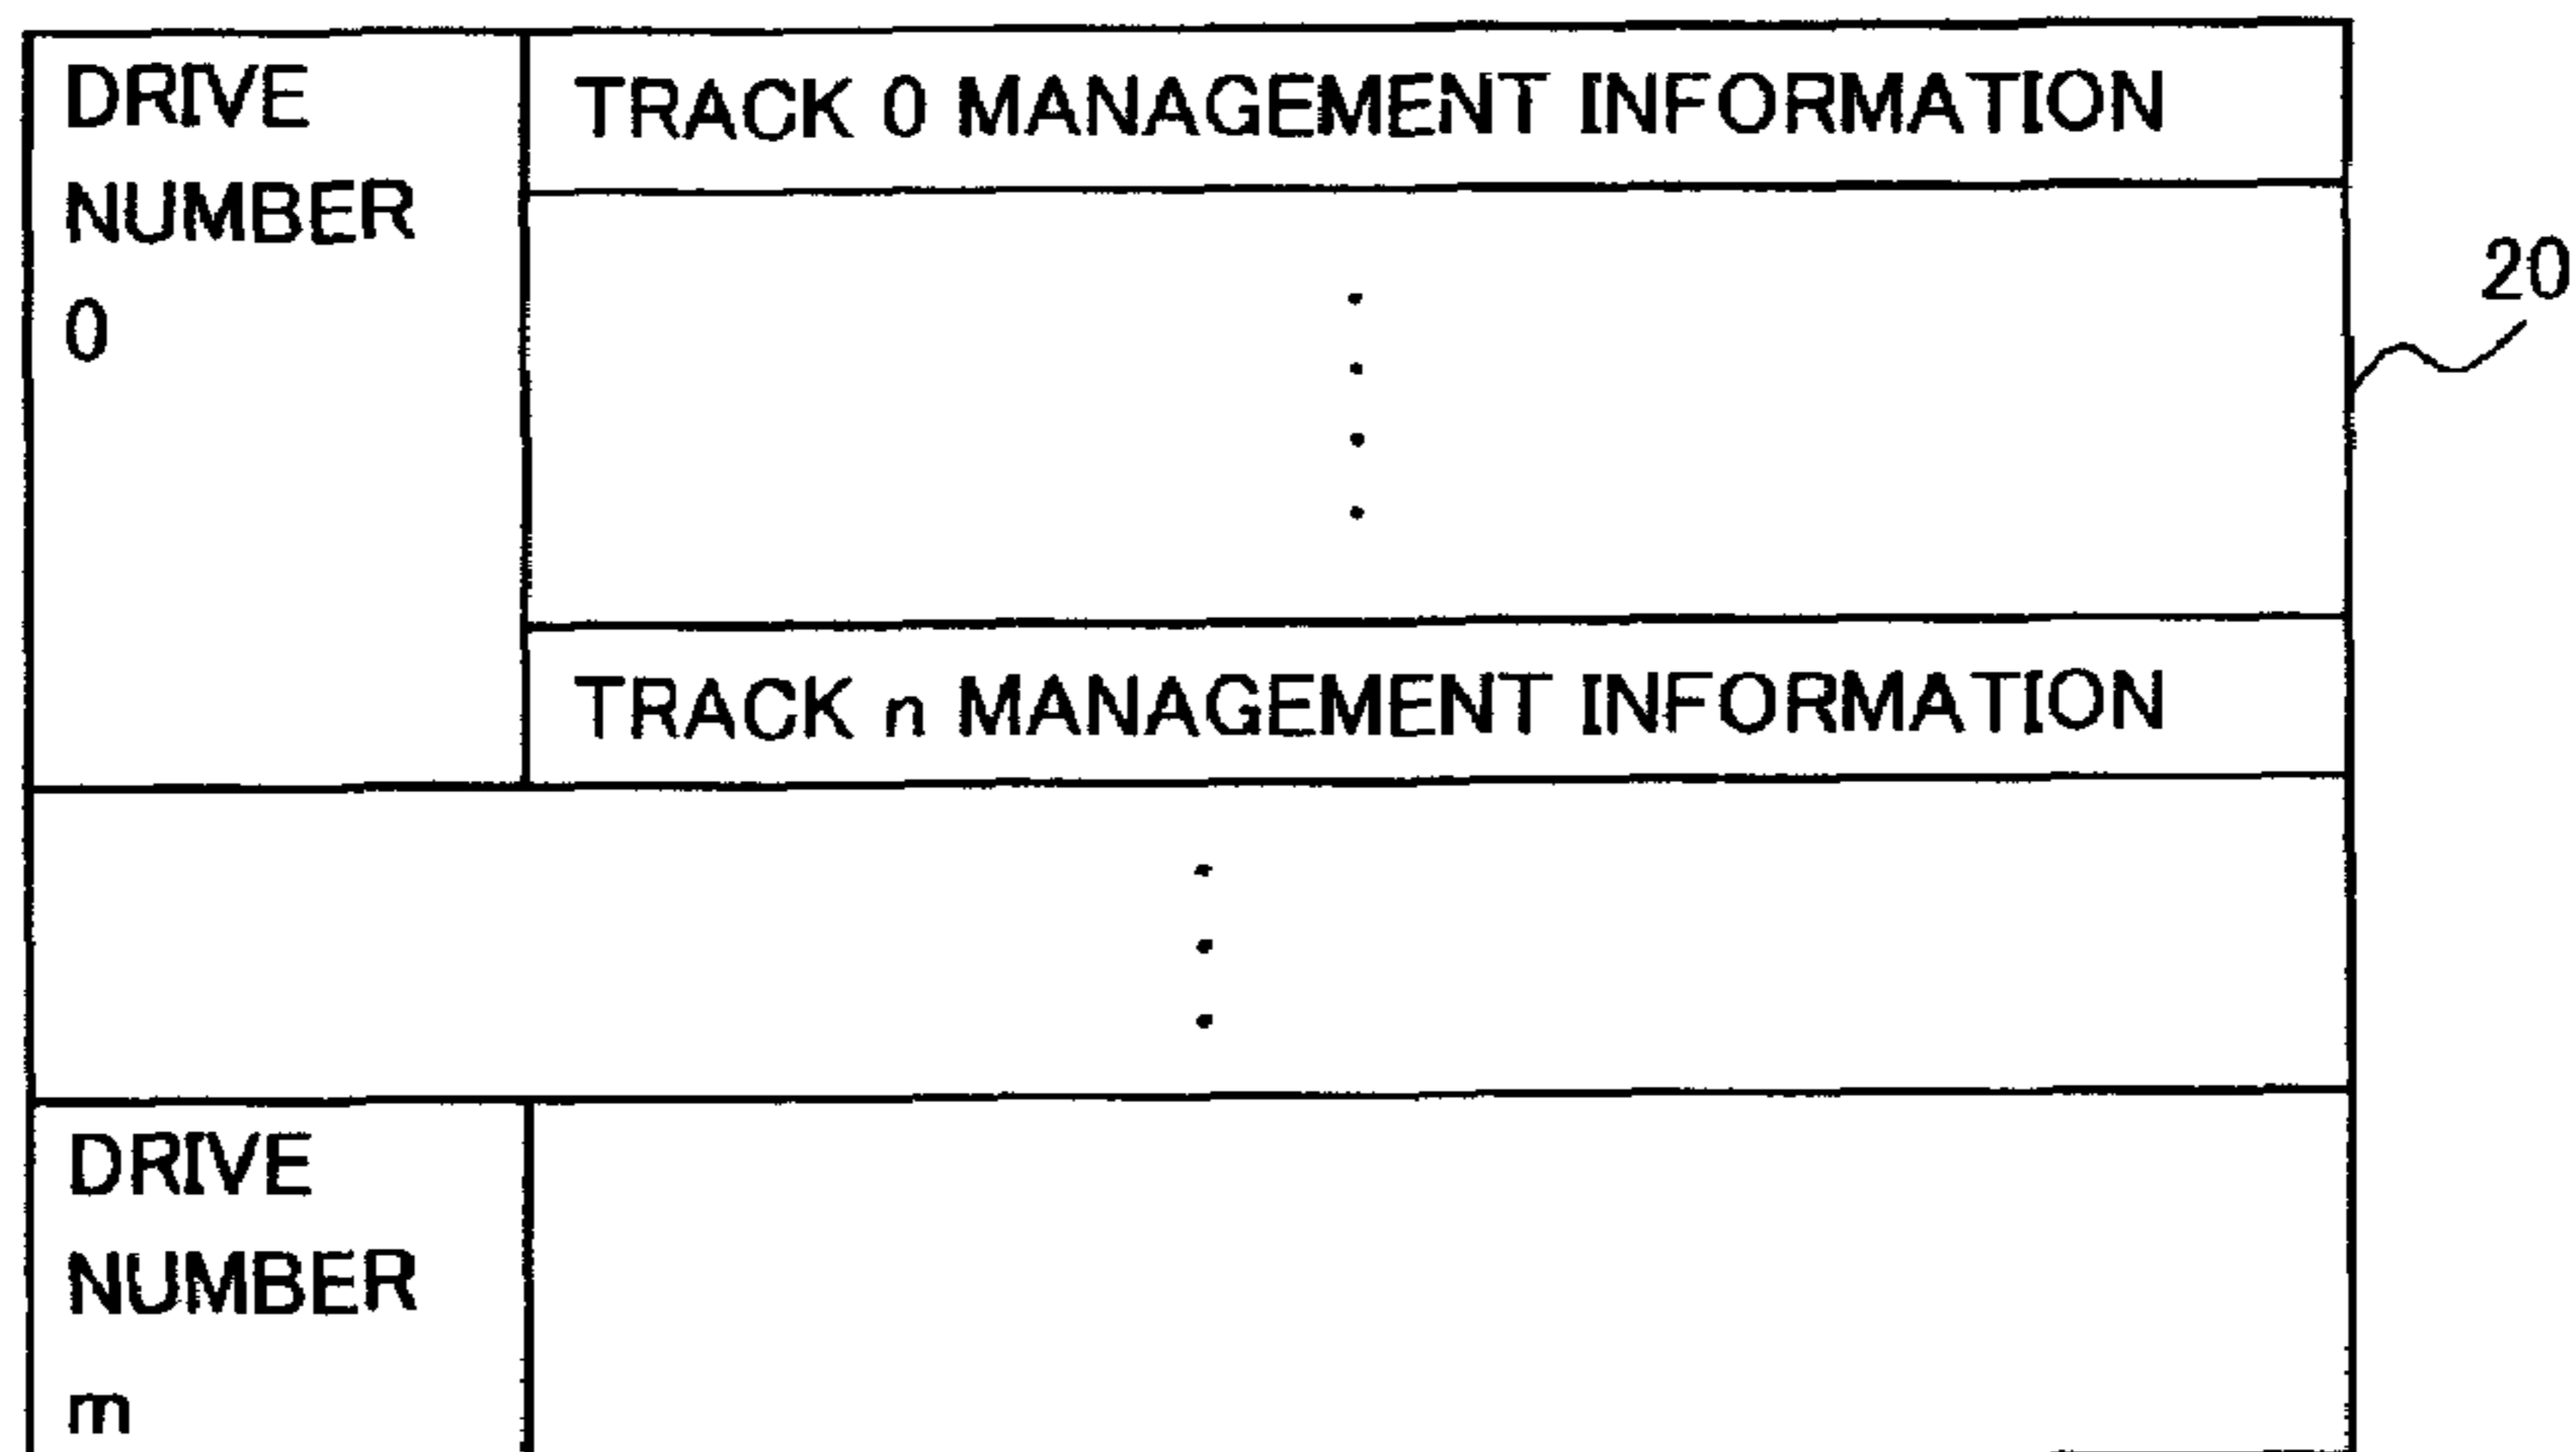 DRIVE
NUMBER
0
TRACK 0 MANAGEMENT INFORMATION
20
TRACK n MANAGEMENT INFORMATION
DRIVE
NUMBER
m